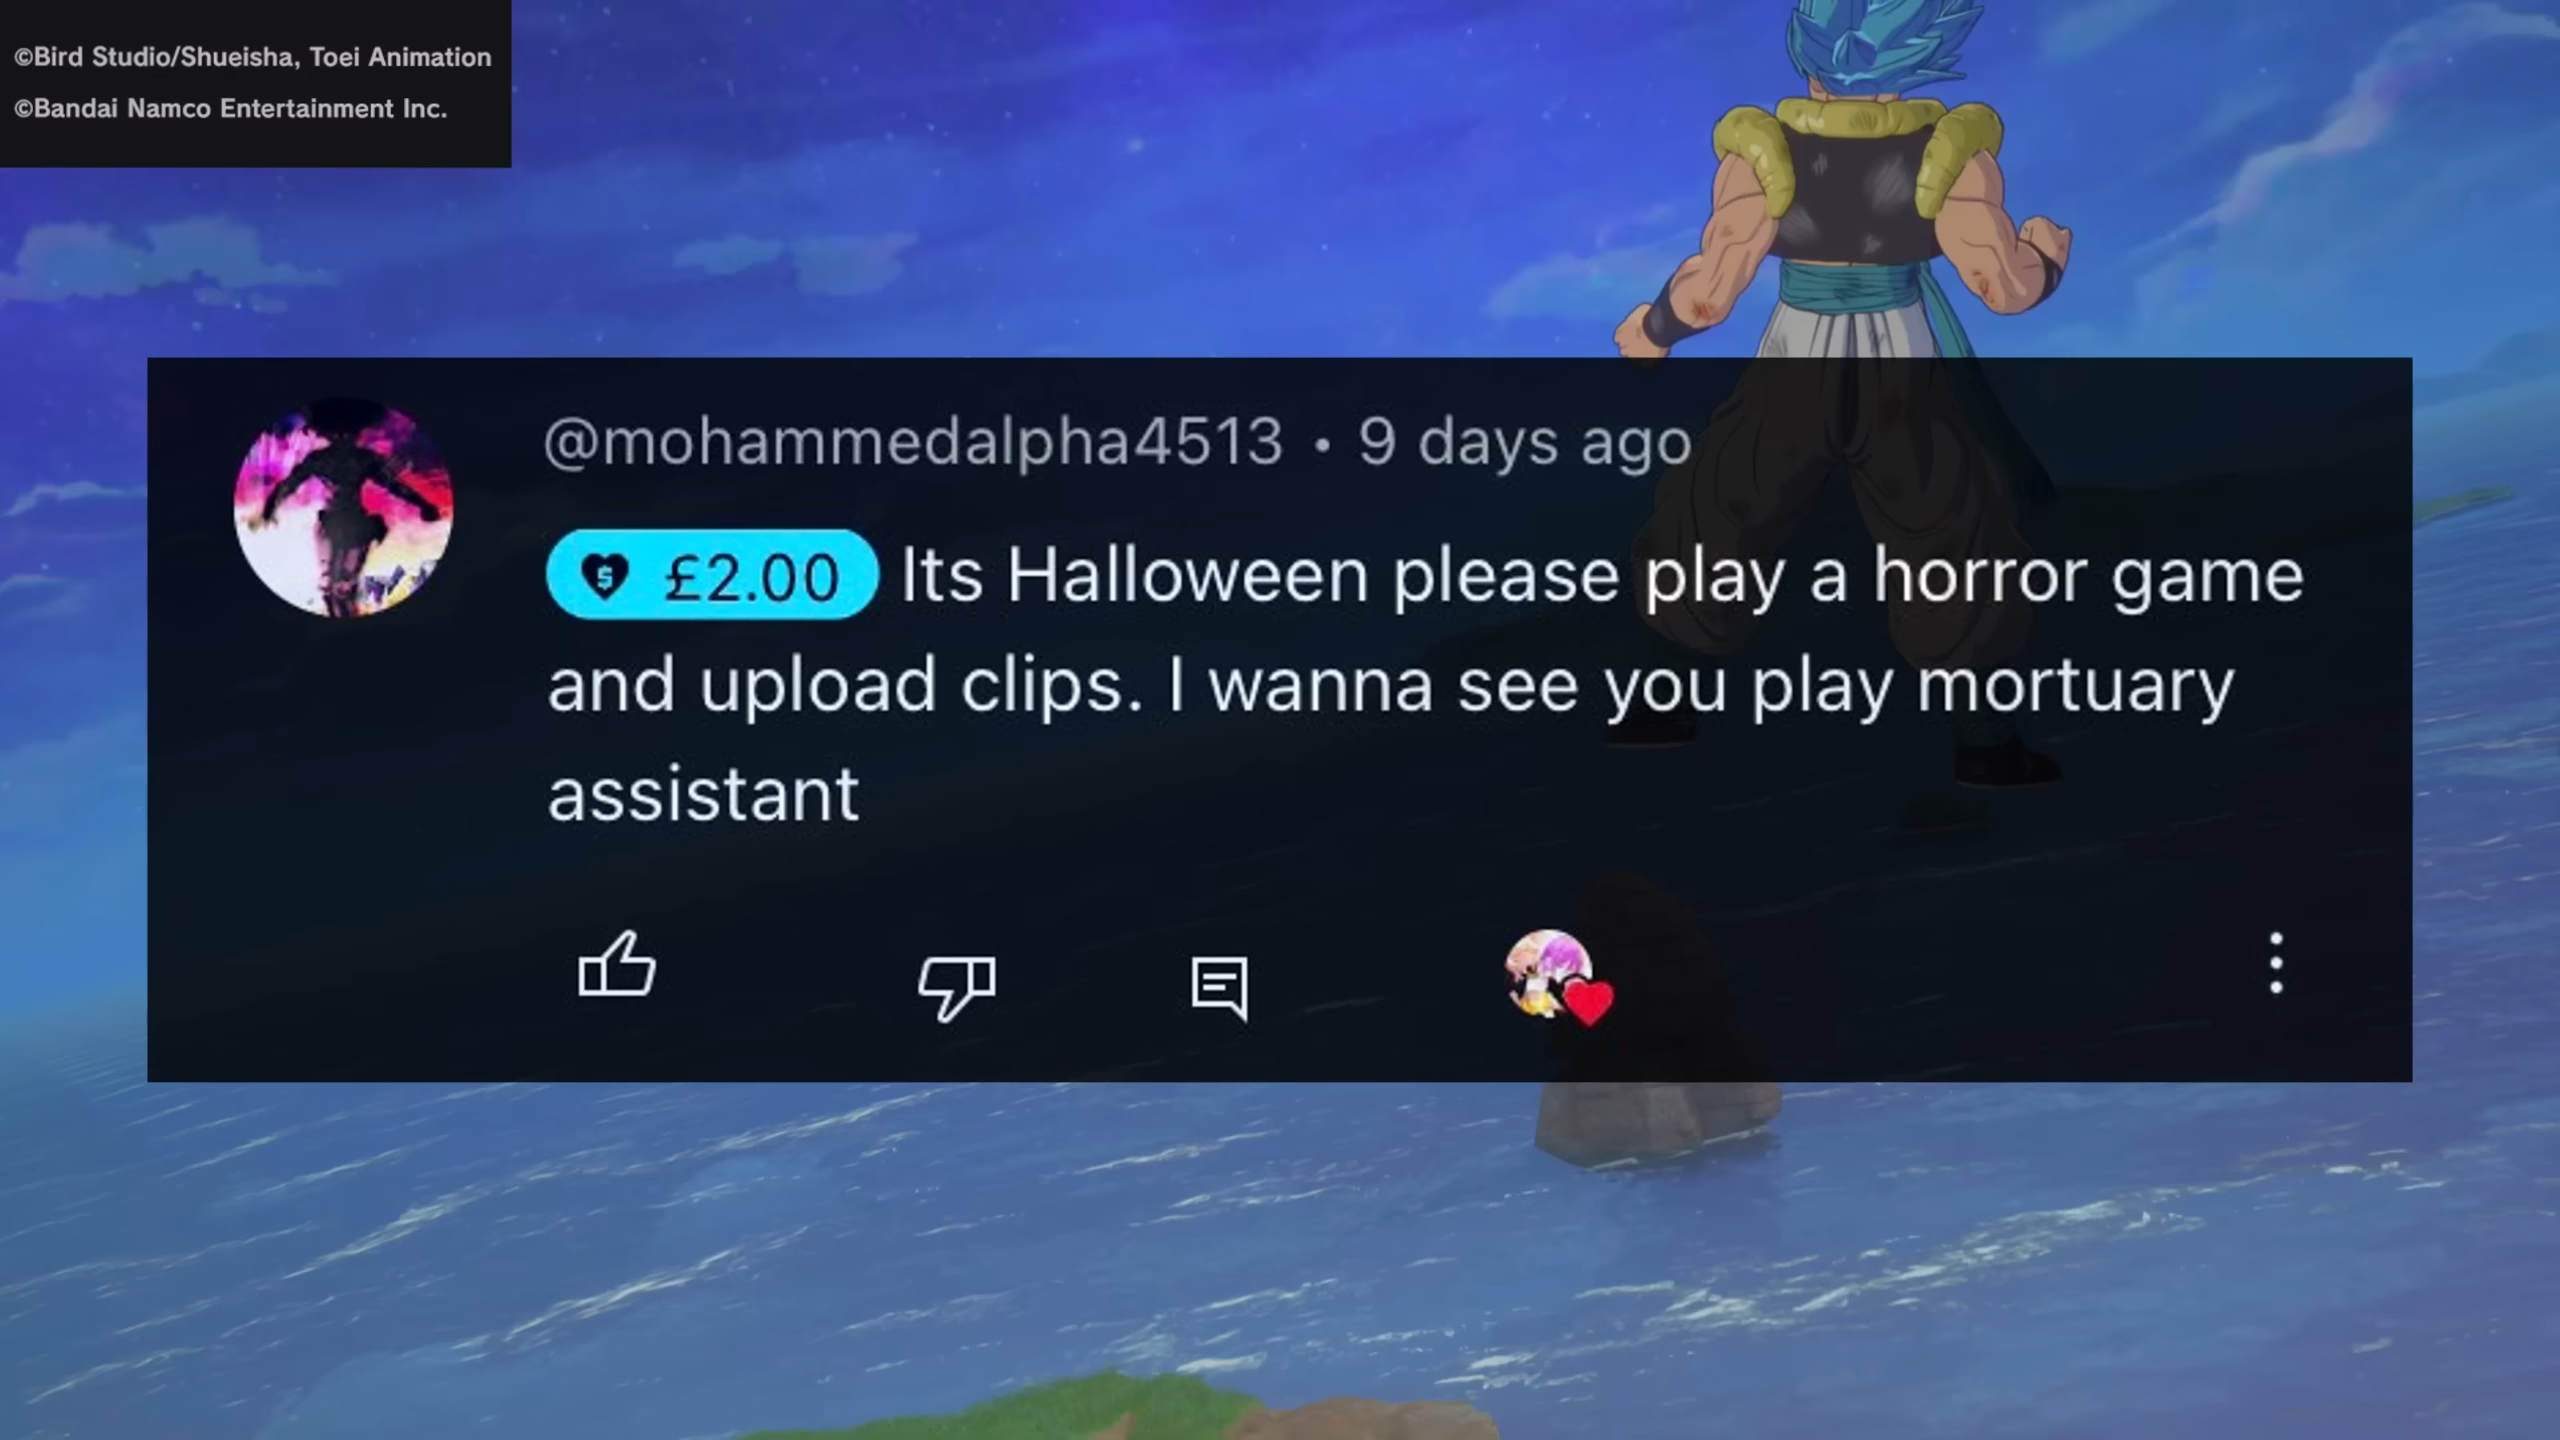 ©Bird Studio/Shueisha, Toei Animation
©Bandai Namco Entertainment Inc.
@mohammedalpha4513 • 9 days ago
$ £2.00 Its Halloween please play a horror game
and upload clips. I wanna see you play mortuary
assistant